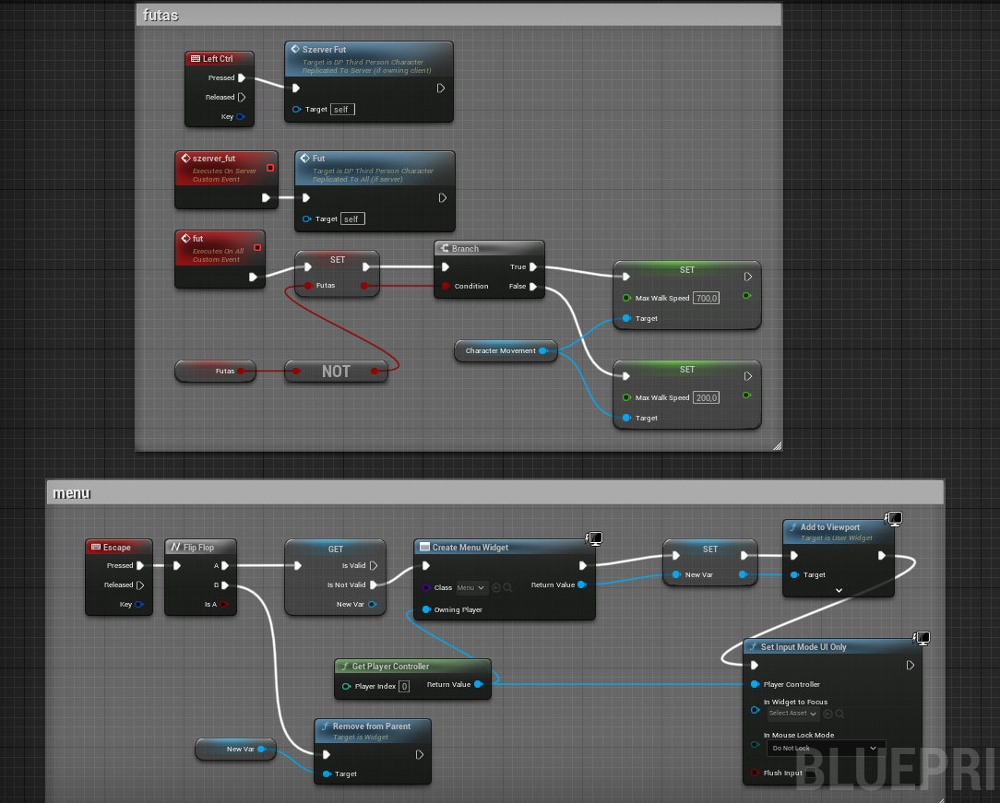 futas
Left Ctrl
Pressed
Released
Key
Szerver Fut
Target is BP Third Person Character
Replicated To Server (if owning client)
Target self
szerver_fut
Executes On Server
Custom Event
Fut
Target is BP Third Person Character
Replicated To All (if server)
Target self
fut
Executes On All
Custom Event
SET
Futas
Branch
True
Condition False
SET
Max Walk Speed 700,0
Target
Character Movement
Futas
NOT
SET
Max Walk Speed 200,0
Target
menu
Escape
Pressed
Released
Key
Flip Flop
A
B
Is A
GET
Is Valid
Is Not Valid
New Var
Create Menu Widget
Class Menu
Return Value
Owning Player
SET
New Var
Add to Viewport
Target is User Widget
Target
Get Player Controller
Player Index 0
Return Value
Set Input Mode UI Only
Player Controller
In Widget to Focus
Select Asset
In Mouse Lock Mode
Do Not Lock
Flush Input
New Var
Remove from Parent
Target is Widget
Target
BLUEPRI